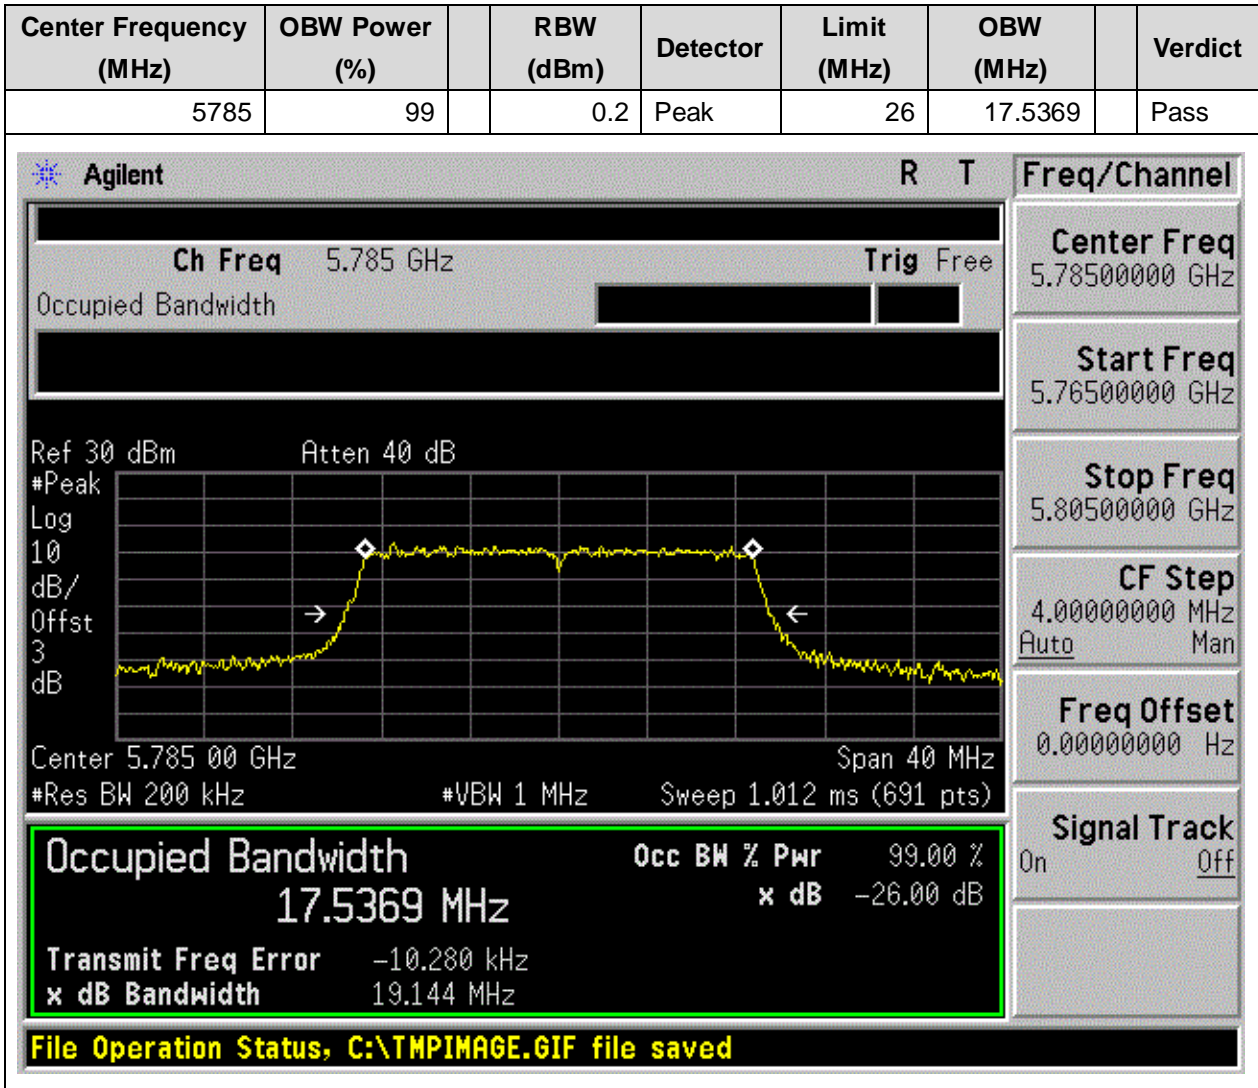 Center Frequency (MHz) OBW Power (%) RBW (dBm) Detector Limit (MHz) OBW (MHz) Verdict
5785 99 0.2 Peak 26 17.5369 Pass
Agilent R T Freq/Channel
Ch Freq 5.785 GHz Trig Free
Occupied Bandwidth
Center Freq
5.78500000 GHz
Start Freq
5.76500000 GHz
Stop Freq
5.80500000 GHz
CF Step
4.00000000 MHz
Auto Man
Freq Offset
0.00000000 Hz
Signal Track
On Off
Ref 30 dBm Atten 40 dB
#Peak
Log
10
dB/
Offst
3
dB
Center 5.785 00 GHz Span 40 MHz
#Res BW 200 kHz #VBW 1 MHz Sweep 1.012 ms (691 pts)
Occupied Bandwidth Occ BW % Pwr 99.00 %
17.5369 MHz x dB -26.00 dB
Transmit Freq Error -10.280 kHz
x dB Bandwidth 19.144 MHz
File Operation Status, C:\TMPIMAGE.GIF file saved